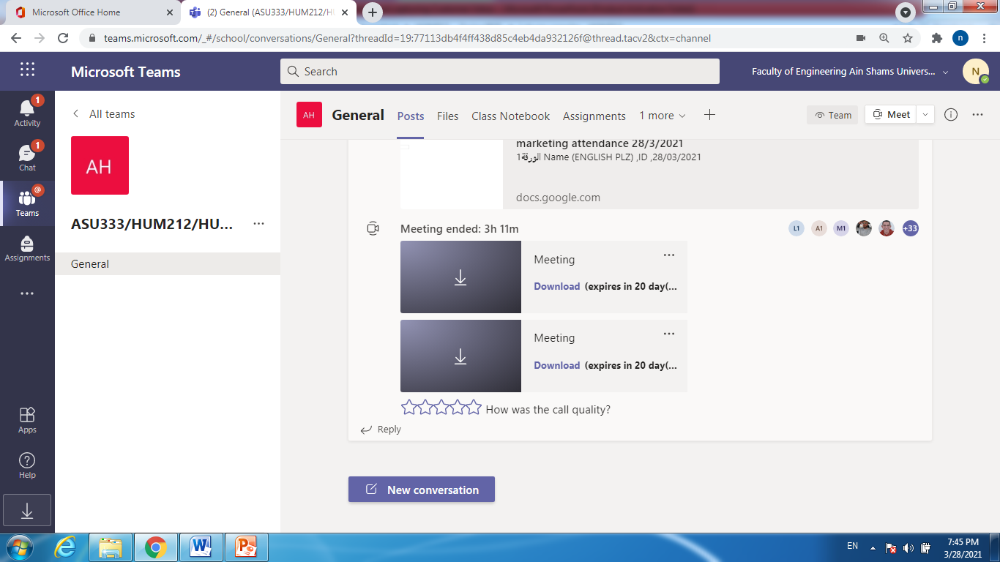 Microsoft Office Home
(2) General (ASU333/HUM212/HU
teams.microsoft.com/_#/school/conversations/General?threadId=19:77113db4f4ff438d85c4eb4da932126f@thread.tacv2&ctx=channel
n
Microsoft Teams
Search
Faculty of Engineering Ain Shams Univers...
N
1
Activity
1
Chat
@
Teams
Assignments
Apps
Help
All teams
AH
ASU333/HUM212/HU...
General
AH
General
Posts
Files
Class Notebook
Assignments
1 more
Team
Meet
marketing attendance 28/3/2021
الورقة1 Name (ENGLISH PLZ) ,ID ,28/03/2021
docs.google.com
Meeting ended: 3h 11m
L1
A1
M1
+33
Meeting
Download (expires in 20 day(...
Meeting
Download (expires in 20 day(...
How was the call quality?
Reply
New conversation
EN
7:45 PM
3/28/2021